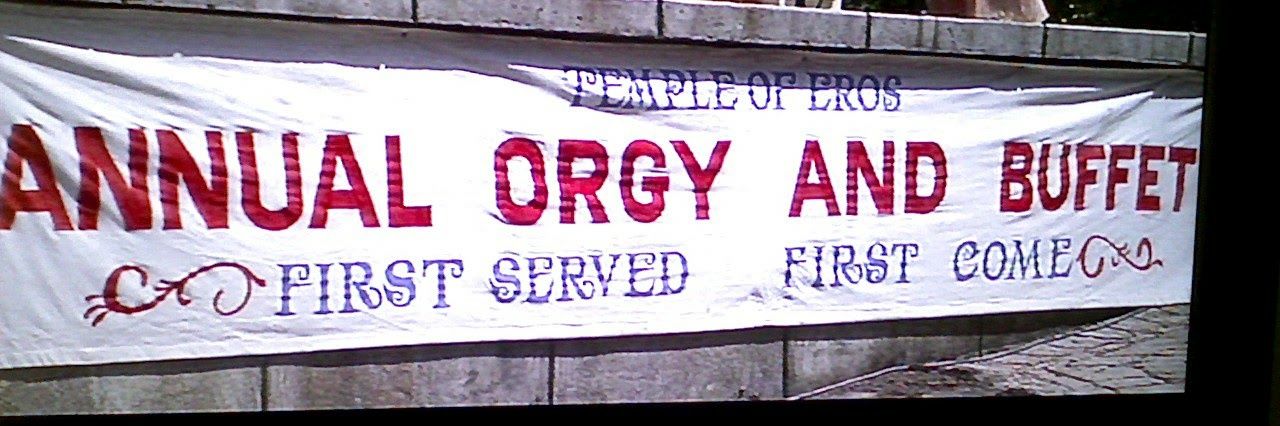 TEMPLE OF EROS
ANNUAL ORGY AND BUFFET
FIRST SERVED FIRST COME